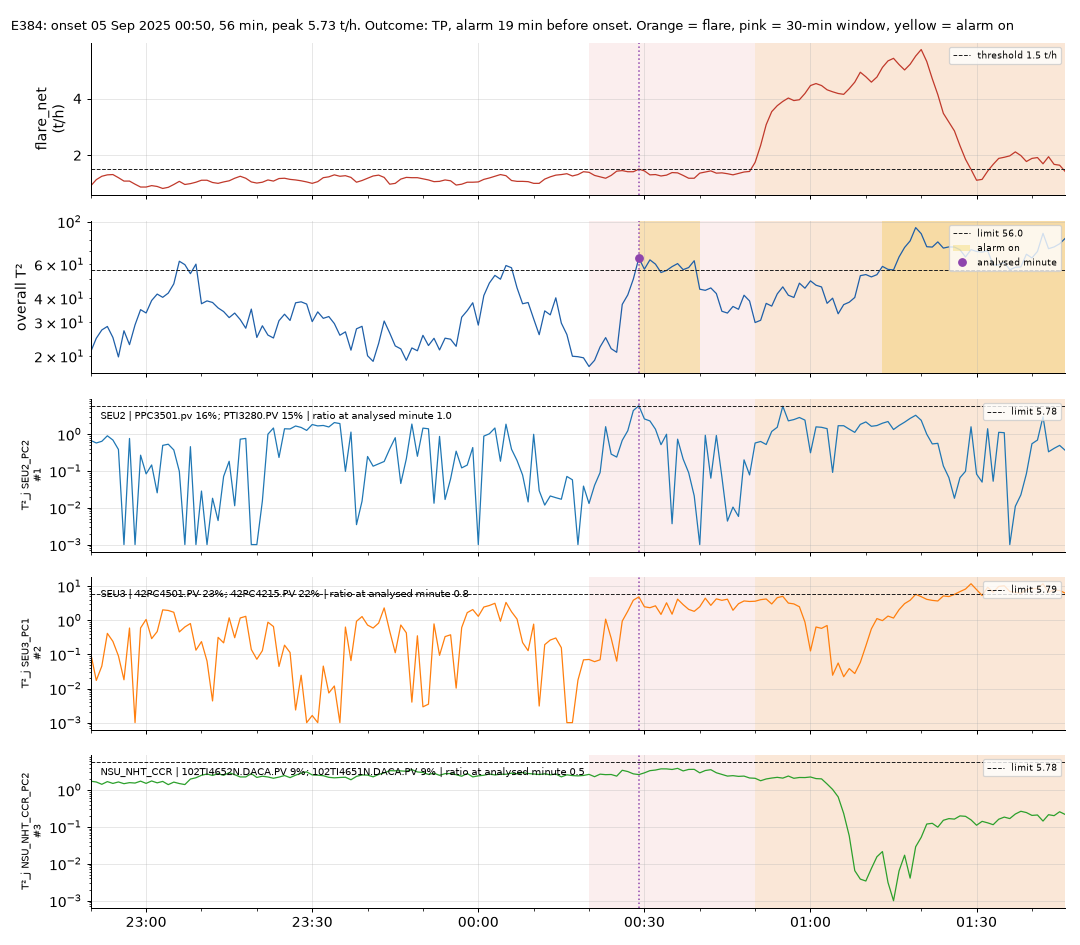 E384: onset 05 Sep 2025 00:50, 56 min, peak 5.73 t/h. Outcome: TP, alarm 19 min before onset. Orange = flare, pink = 30-min window, yellow = alarm on
flare_net
(t/h)
4
2
threshold 1.5 t/h
overall T²
10²
6 × 10¹
4 × 10¹
3 × 10¹
2 × 10¹
limit 56.0
alarm on
analysed minute
T²_j SEU2_PC2
#1
10⁰
10⁻¹
10⁻²
10⁻³
SEU2 | PPC3501.pv 16%; PTI3280.PV 15% | ratio at analysed minute 1.0
limit 5.78
T²_j SEU3_PC1
#2
10¹
10⁰
10⁻¹
10⁻²
10⁻³
SEU3 | 42PC4501.PV 23%; 42PC4215.PV 22% | ratio at analysed minute 0.8
limit 5.79
T²_j NSU_NHT_CCR_PC2
#3
10⁰
10⁻¹
10⁻²
10⁻³
NSU_NHT_CCR | 102TI4652N.DACA.PV 9%; 102TI4651N.DACA.PV 9% | ratio at analysed minute 0.5
limit 5.78
23:00
23:30
00:00
00:30
01:00
01:30